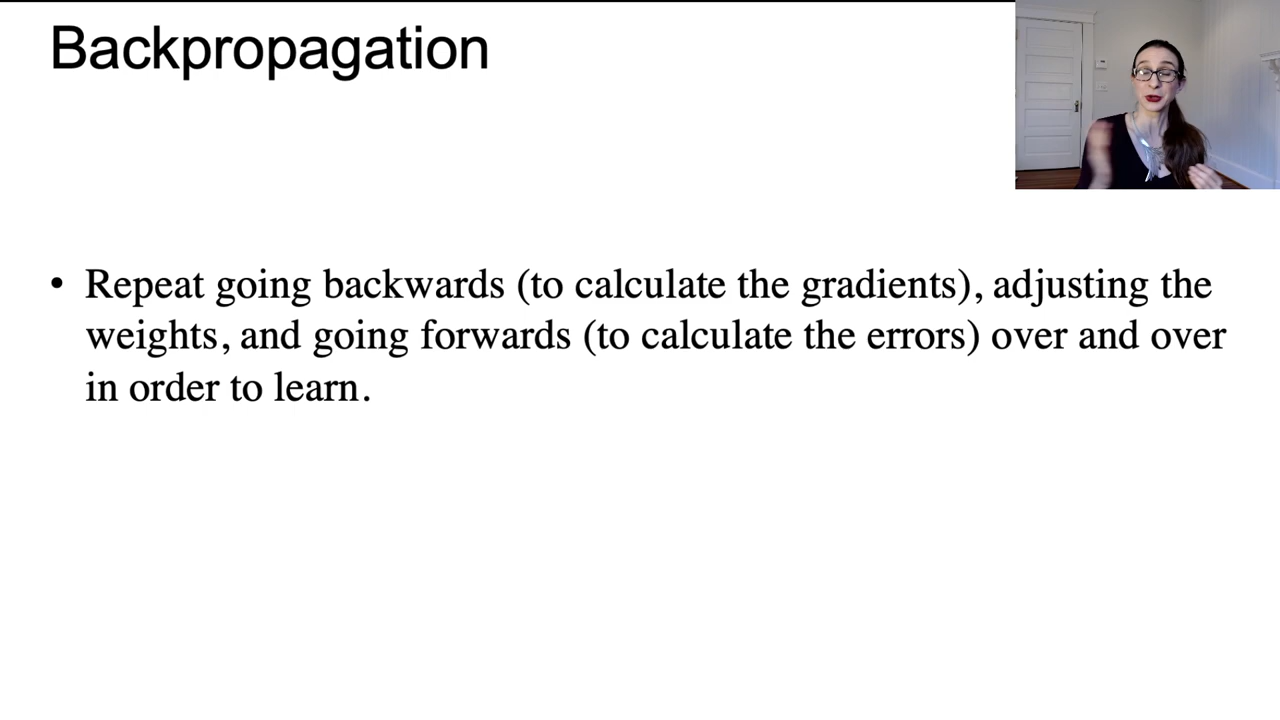 Backpropagation
• Repeat going backwards (to calculate the gradients), adjusting the
weights, and going forwards (to calculate the errors) over and over
in order to learn.